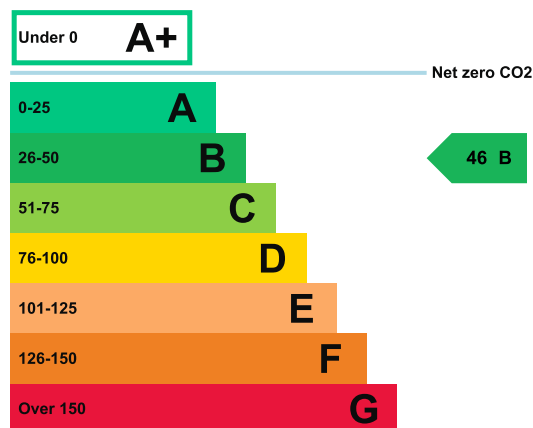 Under 0 A+
Net zero CO2
0-25 A
26-50 B 46 B
51-75 C
76-100 D
101-125 E
126-150 F
Over 150 G